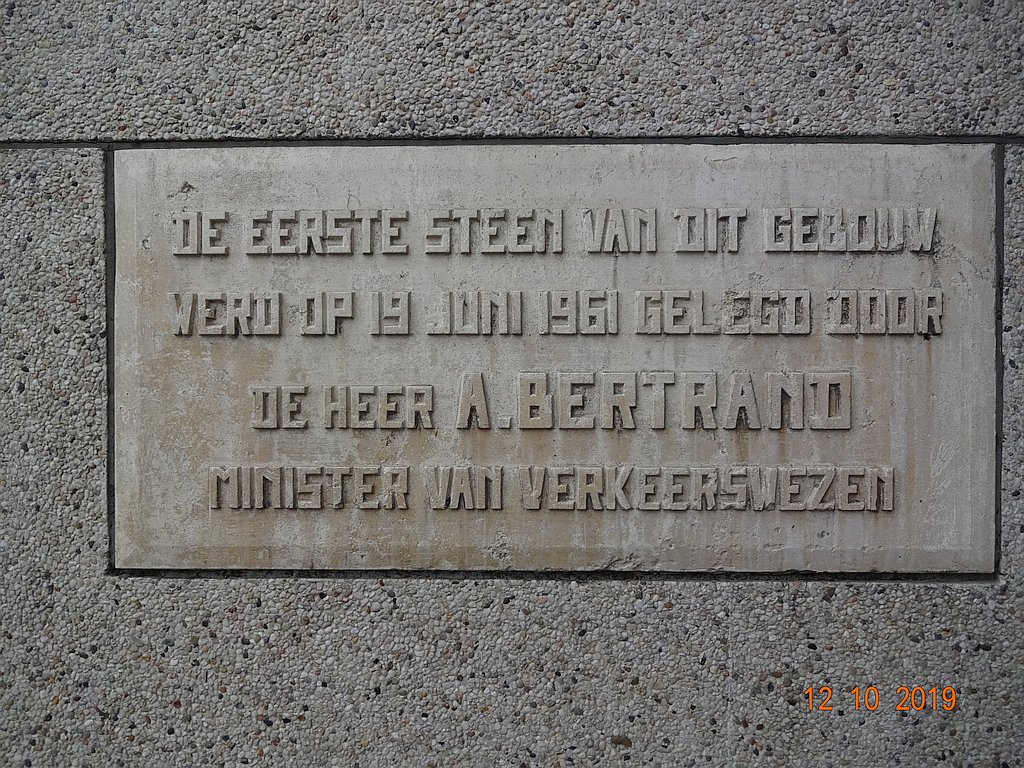 DE EERSTE STEEN VAN DIT GEBOUW
WERD OP 19 JUNI 1961 GELEGD DOOR
DE HEER A.BERTRAND
MINISTER VAN VERKEERSWEZEN
12 10 2019